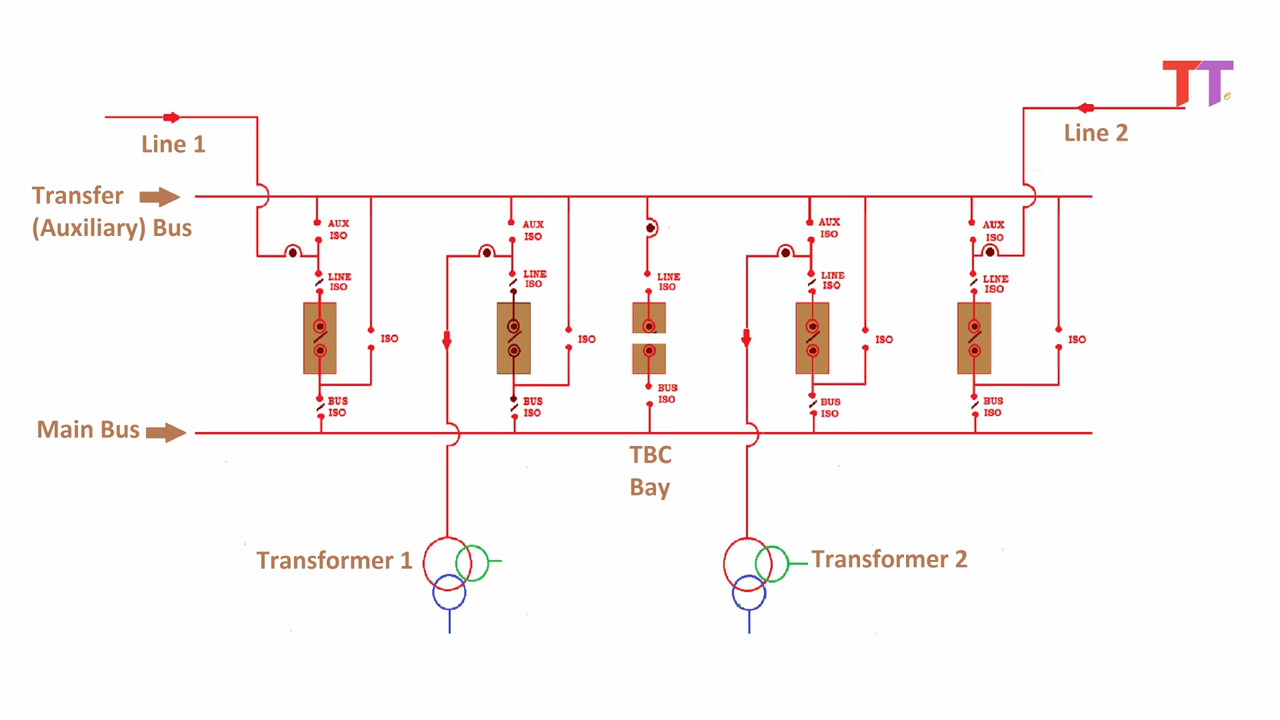 TT
Line 1
Line 2
Transfer
(Auxiliary) Bus
AUX
ISO
LINE
ISO
ISO
BUS
ISO
AUX
ISO
LINE
ISO
ISO
BUS
ISO
LINE
ISO
BUS
ISO
AUX
ISO
LINE
ISO
ISO
BUS
ISO
AUX
ISO
LINE
ISO
ISO
BUS
ISO
Main Bus
TBC
Bay
Transformer 1
Transformer 2